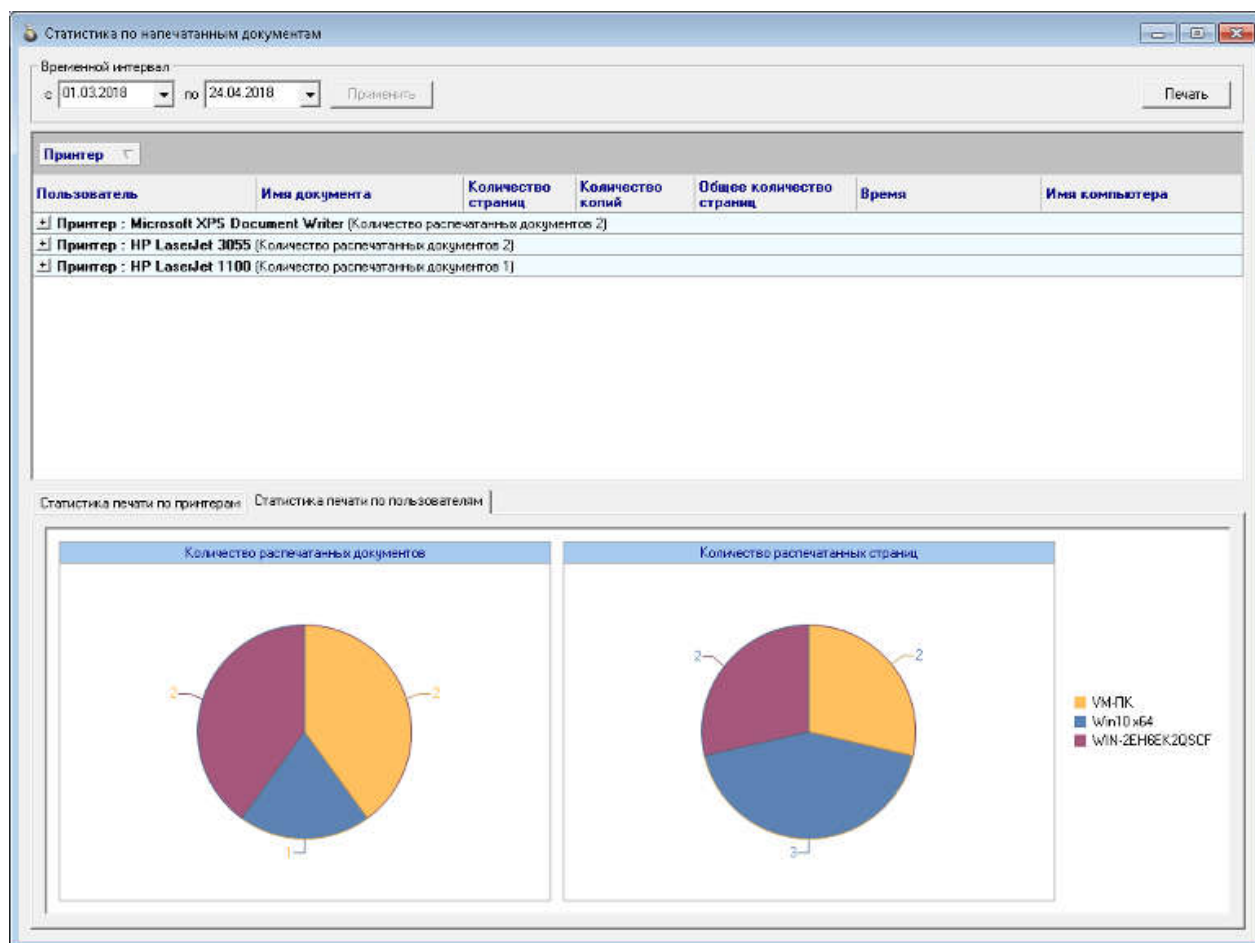 Статистика по напечатанным документам
Временной интервал
с 01.03.2018 по 24.04.2018 Применить Печать
Принтер
Пользователь Имя документа Количество страниц Количество копий Общее количество страниц Время Имя компьютера
Принтер : Microsoft XPS Document Writer (Количество распечатанных документов 2)
Принтер : HP LaserJet 3055 (Количество распечатанных документов 2)
Принтер : HP LaserJet 1100 (Количество распечатанных документов 1)
Статистика печати по принтерам Статистика печати по пользователям
Количество распечатанных документов Количество распечатанных страниц
2 2 2 2
VM-ПК
Win10 x64
WIN-2EH6EK2QSCF
1 3